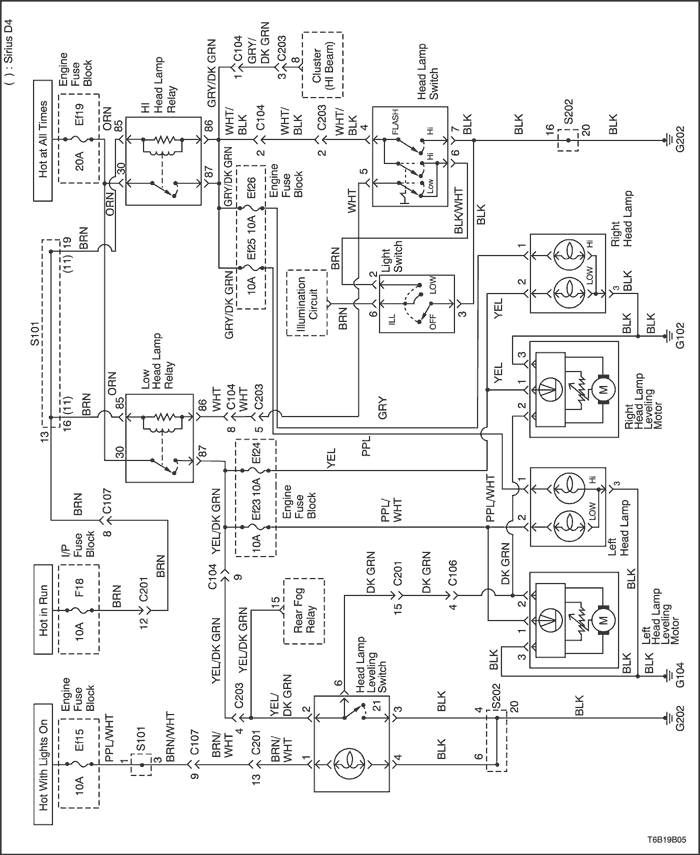 ( ) : Sirius D4
Hot at All Times
Engine
Fuse
Block
Ef19
20A
ORN
ORN
85
30
HI
Head Lamp
Relay
86
87
GRY/DK GRN
C104
1
GRY/
DK GRN
C203
3
8
Cluster
(HI Beam)
WHT/
BLK
C104
2
WHT/
BLK
C203
2
WHT/
BLK
4
5
WHT
Head Lamp
Switch
FLASH
Hi
Hi
Low
7
6
BLK
BLK/WHT
BLK
BLK
S202
16
20
BLK
G202
GRY/DK GRN
GRY/DK GRN
Engine
Fuse
Block
Ef26
10A
Ef25
10A
BRN
19
(11)
S101
13
16
(11)
BRN
ORN
85
30
Low
Head Lamp
Relay
86
87
WHT
C104
8
WHT
C203
5
Illumination
Circuit
BRN
BRN
2
6
Light
Switch
LOW
ILL
OFF
3
GRY
PPL
YEL
YEL
YEL
1
2
Right
Head Lamp
Hi
LOW
3
BLK
BLK
BLK
G102
3
1
2
M
Right
Head Lamp
Leveling
Motor
Hot in Run
I/P
Fuse
Block
F18
10A
BRN
C201
12
BRN
C107
8
BRN
YEL/DK GRN
Ef24
10A
Ef23
10A
Engine
Fuse
Block
PPL/
WHT
PPL/WHT
1
2
Left
Head Lamp
Hi
LOW
3
BLK
C104
9
YEL/DK GRN
YEL/DK GRN
15
Rear Fog
Relay
DK GRN
C201
15
DK GRN
C106
4
DK GRN
2
1
3
M
Left
Head Lamp
Leveling
Motor
BLK
BLK
BLK
G104
Hot With Lights On
Engine
Fuse
Block
Ef15
10A
PPL/WHT
S101
1
3
BRN/WHT
C107
9
BRN/
WHT
C201
13
BRN/
WHT
C203
4
YEL/
DK GRN
2
1
6
Head Lamp
Leveling
Switch
21
3
4
BLK
BLK
S202
4
6
20
BLK
G202
T6B19B05